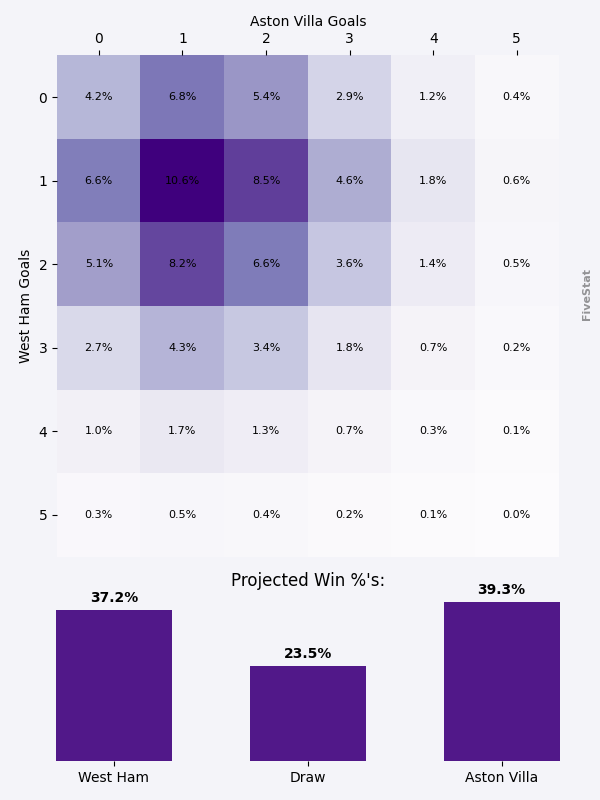 Aston Villa Goals
0 1 2 3 4 5
0 4.2% 6.8% 5.4% 2.9% 1.2% 0.4%
1 6.6% 10.6% 8.5% 4.6% 1.8% 0.6%
2 5.1% 8.2% 6.6% 3.6% 1.4% 0.5%
3 2.7% 4.3% 3.4% 1.8% 0.7% 0.2%
4 1.0% 1.7% 1.3% 0.7% 0.3% 0.1%
5 0.3% 0.5% 0.4% 0.2% 0.1% 0.0%
West Ham Goals
FiveStat
Projected Win %'s:
37.2% 23.5% 39.3%
West Ham Draw Aston Villa